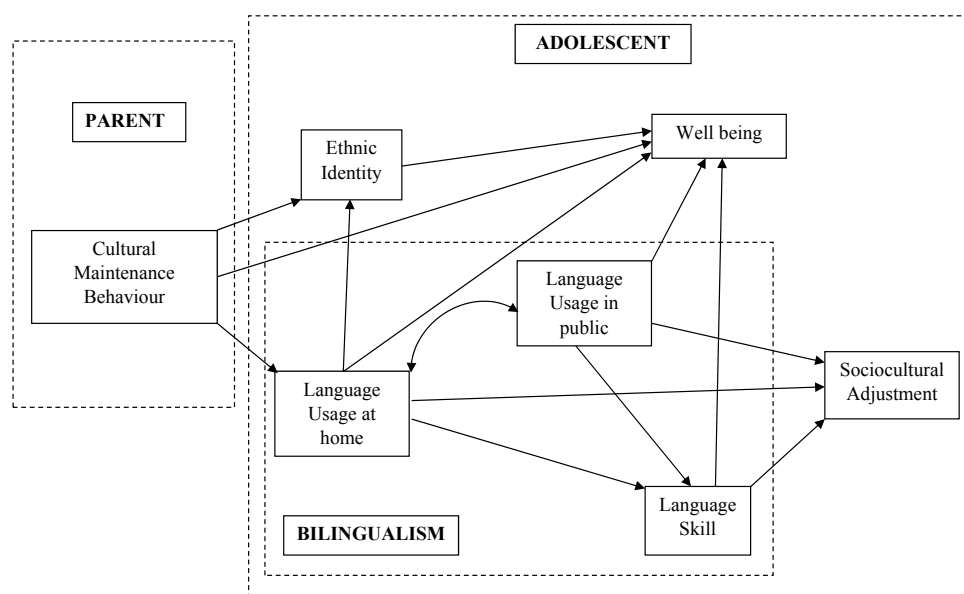 ADOLESCENT
PARENT
Well being
Ethnic
Identity
Cultural
Maintenance
Behaviour
Language
Usage in
public
Sociocultural
Adjustment
Language
Usage at
home
Language
Skill
BILINGUALISM